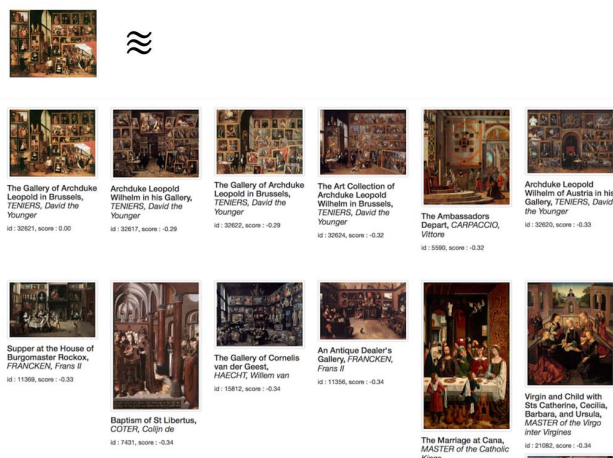 The Gallery of Archduke
Leopold in Brussels,
TENIERS, David the
Younger
id : 32621, score : 0.00
Archduke Leopold
Wilhelm in his Gallery,
TENIERS, David the
Younger
id : 32617, score : -0.29
The Gallery of Archduke
Leopold in Brussels,
TENIERS, David the
Younger
id : 32622, score : -0.29
The Art Collection of
Archduke Leopold
Wilhelm in Brussels,
TENIERS, David the
Younger
id : 32624, score : -0.32
The Ambassadors
Depart, CARPACCIO,
Vittore
id : 5590, score : -0.32
Archduke Leopold
Wilhelm of Austria in his
Gallery, TENIERS, David
the Younger
id : 32620, score : -0.33
Supper at the House of
Burgomaster Rockox,
FRANCKEN, Frans II
id : 11369, score : -0.33
Baptism of St Libertus,
COTER, Colijn de
id : 7431, score : -0.34
The Gallery of Cornelis
van der Geest,
HAECHT, Willem van
id : 15812, score : -0.34
An Antique Dealer's
Gallery, FRANCKEN,
Frans II
id : 11356, score : -0.34
The Marriage at Cana,
MASTER of the Catholic
Kings
Virgin and Child with
Sts Catherine, Cecilia,
Barbara, and Ursula,
MASTER of the Virgo
inter Virgines
id : 21082, score : -0.34